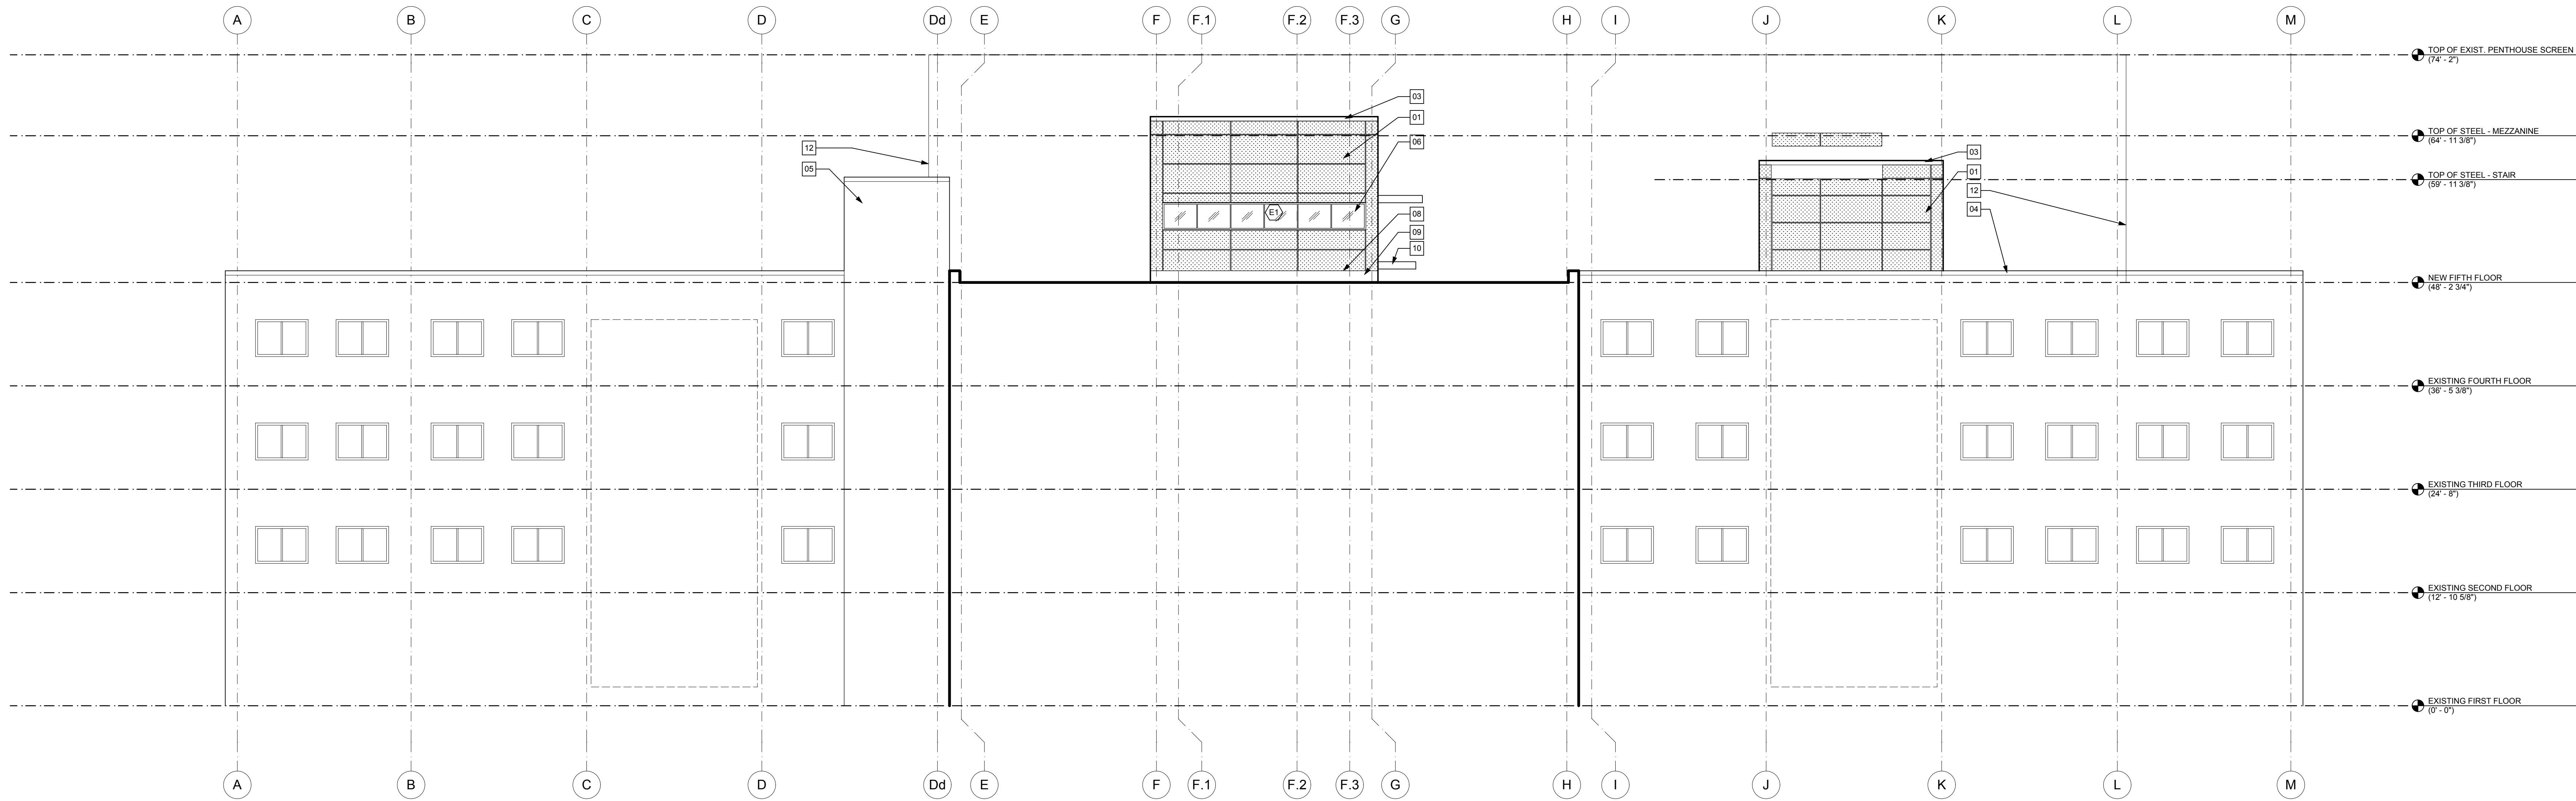 A B C D Dd E F F.1 F.2 F.3 G H I J K L M
TOP OF EXIST. PENTHOUSE SCREEN
(74' - 2")
03
01
TOP OF STEEL - MEZZANINE
(64' - 11 3/8")
06
12
03
05
01
TOP OF STEEL - STAIR
(59' - 11 3/8")
12
04
E1
08
09
10
NEW FIFTH FLOOR
(48' - 2 3/4")
EXISTING FOURTH FLOOR
(36' - 5 3/8")
EXISTING THIRD FLOOR
(24' - 8")
EXISTING SECOND FLOOR
(12' - 10 5/8")
EXISTING FIRST FLOOR
(0' - 0")
A B C D Dd E F F.1 F.2 F.3 G H I J K L M